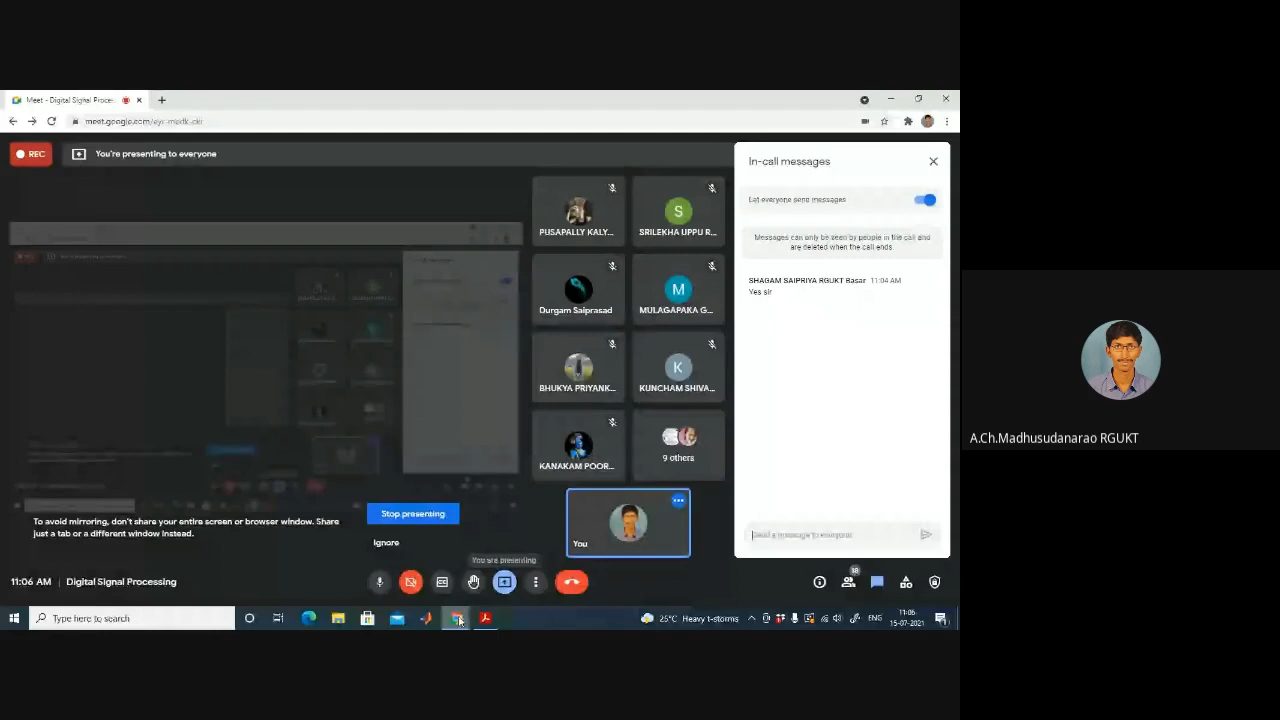 Meet - Digital Signal Proce
REC
You're presenting to everyone
In-call messages
Let everyone send messages
Messages can only be seen by people in the call and
are deleted when the call ends
SHAGAM SAIPRIYA RGUKT Basar 11:04 AM
Yes sir
PUSAPALLY KALY...
SRILEKHA UPPU R...
Durgam Saiprasad
MULAGAPAKA G...
BHUKYA PRIYANK...
KUNCHAM SHIVA...
KANAKAM POOR...
9 others
You
A.Ch.Madhusudanarao RGUKT
To avoid mirroring, don't share your entire screen or browser window. Share
just a tab or a different window instead.
Stop presenting
Ignore
You are presenting
Send a message to everyone
11:06 AM | Digital Signal Processing
18
Type here to search
25°C Heavy t-storms
ENG
11:06
15-07-2021